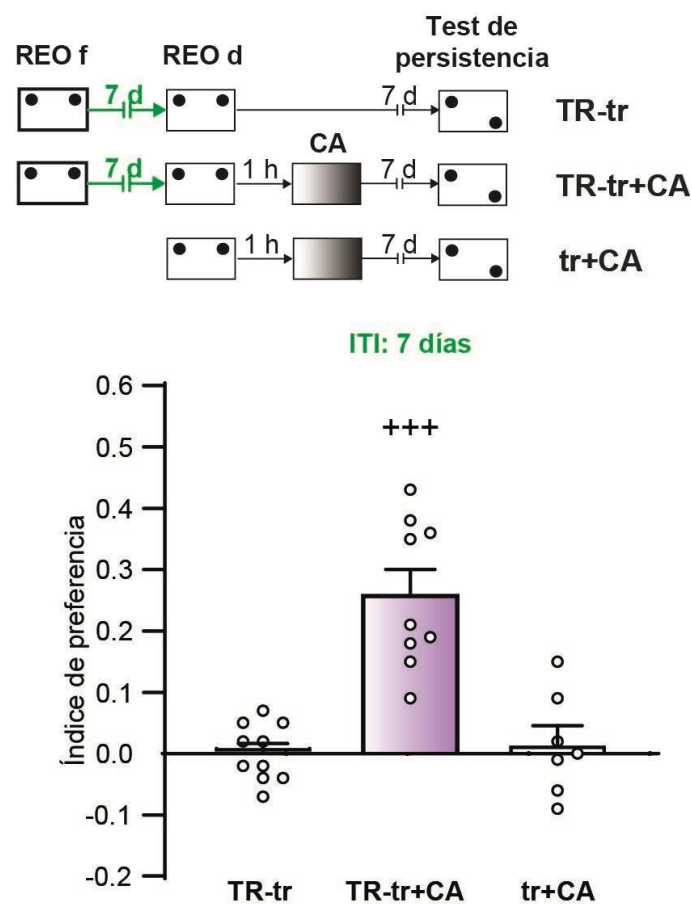 REO f REO d Test de
persistencia
7 d 7 d TR-tr
CA
7 d 1 h 7 d TR-tr+CA
1 h 7 d tr+CA
ITI: 7 días
+++
Índice de preferencia
0.6
0.5
0.4
0.3
0.2
0.1
0.0
-0.1
-0.2
TR-tr TR-tr+CA tr+CA